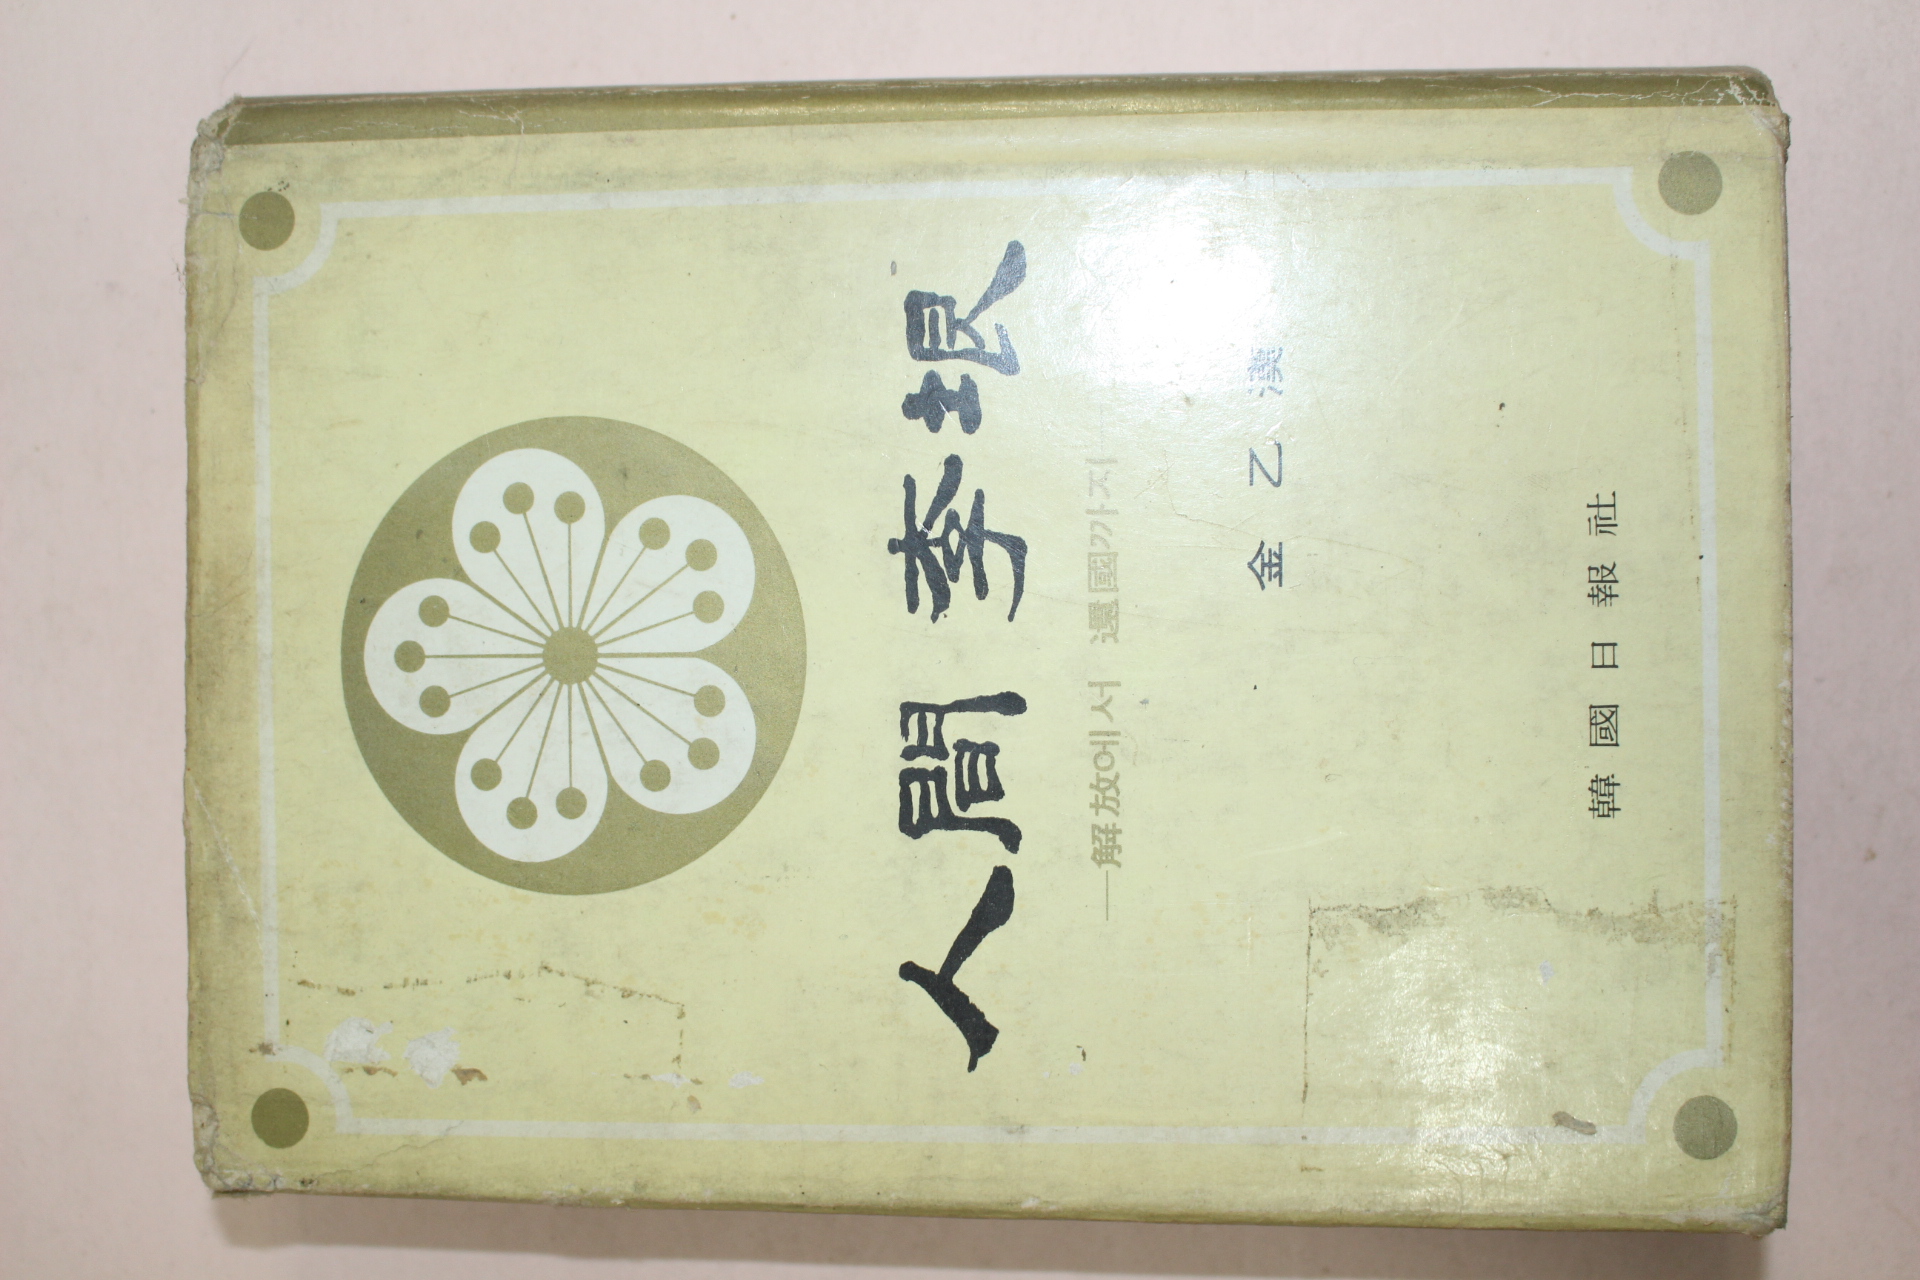 人間 李垠
—解放에서 還國까지—
金乙漢
韓國日報社